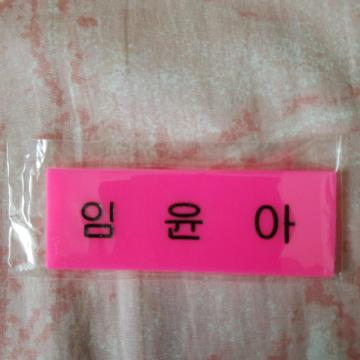 임 윤 아